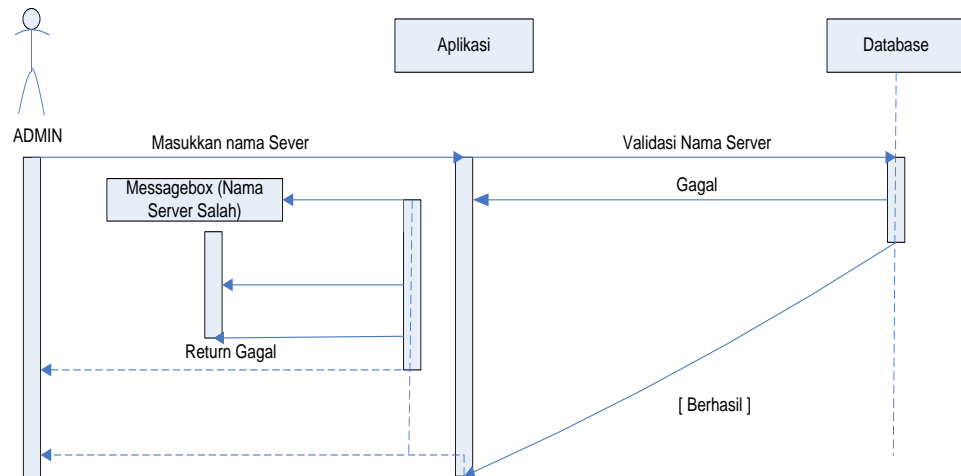 Aplikasi
Database
ADMIN
Masukkan nama Sever
Validasi Nama Server
Messagebox (Nama
Server Salah)
Gagal
Return Gagal
[ Berhasil ]